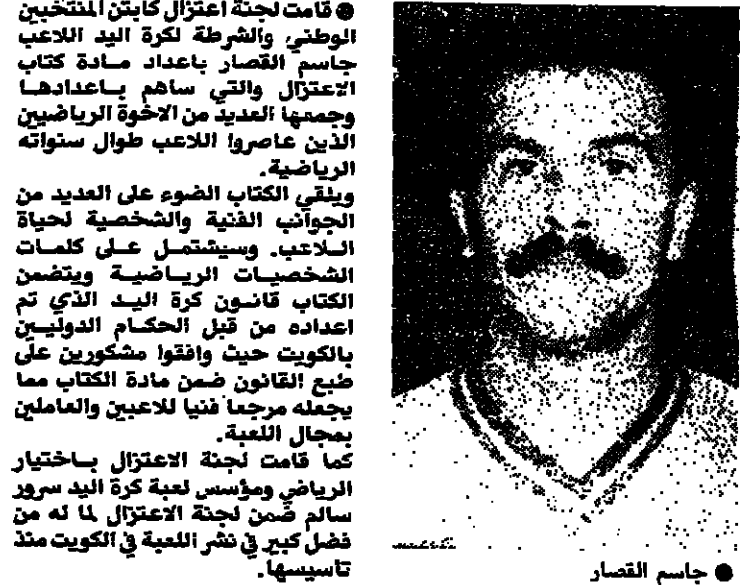 ● قامت لجنة اعتزال كابتن المنتخبين
الوطني والشرطة لكرة اليد اللاعب
جاسم القصار باعداد مادة كتاب
الاعتزال والتي ساهم باعدادها
وجمعها العديد من الاخوة الرياضيين
الذين عاصروا اللاعب طوال سنواته
الرياضية.
ويلقي الكتاب الضوء على العديد من
الجوانب الفنية والشخصية لحياة
اللاعب. وسيشتمل على كلمات
الشخصيات الرياضية ويتضمن
الكتاب قانون كرة اليد الذي تم
اعداده من قبل الحكام الدوليين
بالكويت حيث وافقوا مشكورين على
طبع القانون ضمن مادة الكتاب مما
يجعله مرجعا فنيا للاعبين والعاملين
بمجال اللعبة.
كما قامت لجنة الاعتزال باختيار
الرياضي ومؤسس لعبة كرة اليد سرور
سالم ضمن لجنة الاعتزال لما له من
فضل كبير في نشر اللعبة في الكويت منذ
تاسيسها.
● جاسم القصار